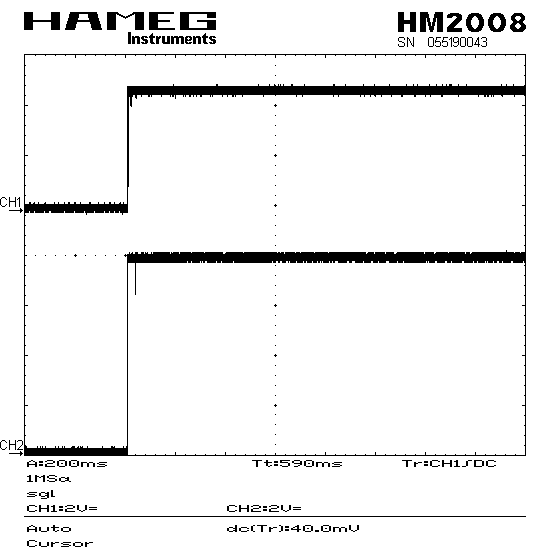 HAMEG HM2008
Instruments SN 055190043
CH1
CH2
A:200ms Tt:590ms Tr:CH1∫DC
1MSa
sgl
CH1:2V= CH2:2V=
Auto dc(Tr):40.0mV
Cursor